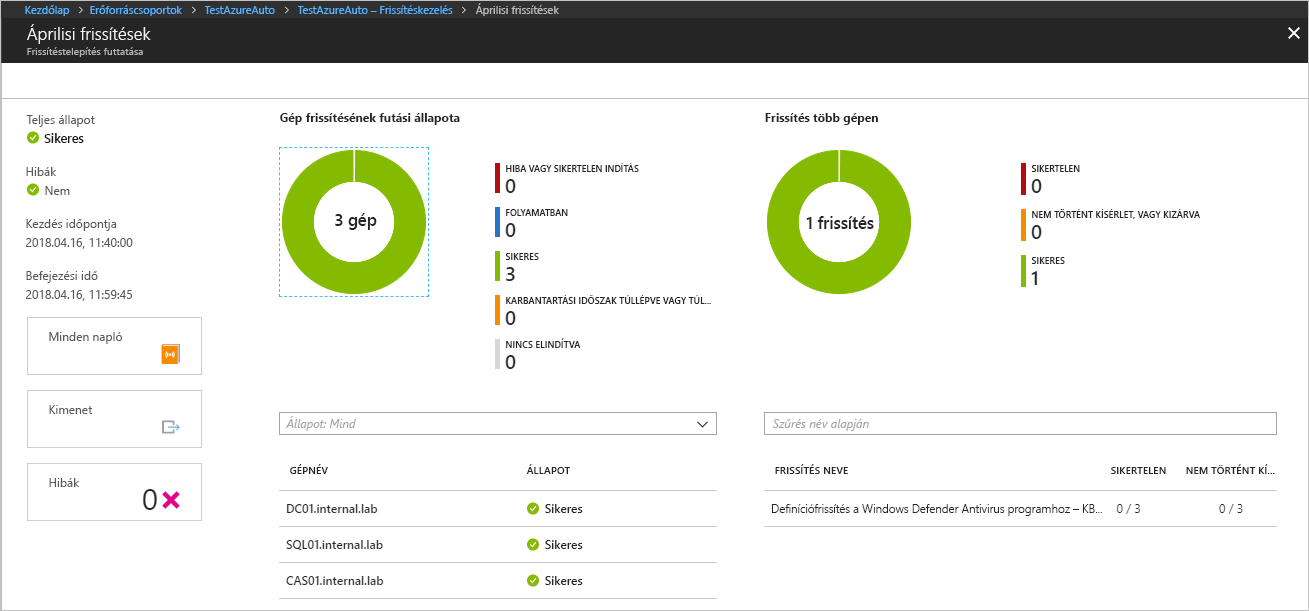 Kezdőlap > Erőforráscsoportok > TestAzureAuto > TestAzureAuto – Frissítéskezelés > Áprilisi frissítések
Áprilisi frissítések
Frissítéstelepítés futtatása
Teljes állapot
Sikeres
Hibák
Nem
Kezdés időpontja
2018.04.16, 11:40:00
Befejezési idő
2018.04.16, 11:59:45
Minden napló
Kimenet
Hibák
0
Gép frissítésének futási állapota
3 gép
HIBA VAGY SIKERTELEN INDÍTÁS
0
FOLYAMATBAN
0
SIKERES
3
KARBANTARTÁSI IDŐSZAK TÚLLÉPVE VAGY TÚL...
0
NINCS ELINDÍTVA
0
Állapot: Mind
GÉPNÉV ÁLLAPOT
DC01.internal.lab Sikeres
SQL01.internal.lab Sikeres
CAS01.internal.lab Sikeres
Frissítés több gépen
1 frissítés
SIKERTELEN
0
NEM TÖRTÉNT KÍSÉRLET, VAGY KIZÁRVA
0
SIKERES
1
Szűrés név alapján
FRISSÍTÉS NEVE SIKERTELEN NEM TÖRTÉNT KÍ...
Definíciófrissítés a Windows Defender Antivirus programhoz – KB... 0 / 3 0 / 3